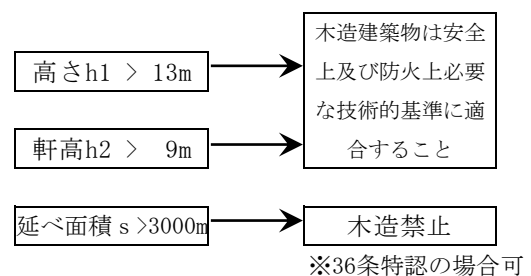 高さh1 > 13m
木造建築物は安全
上及び防火上必要
な技術的基準に適
合すること
軒高h2 > 9m
延べ面積s>3000m
木造禁止
※36条特認の場合可